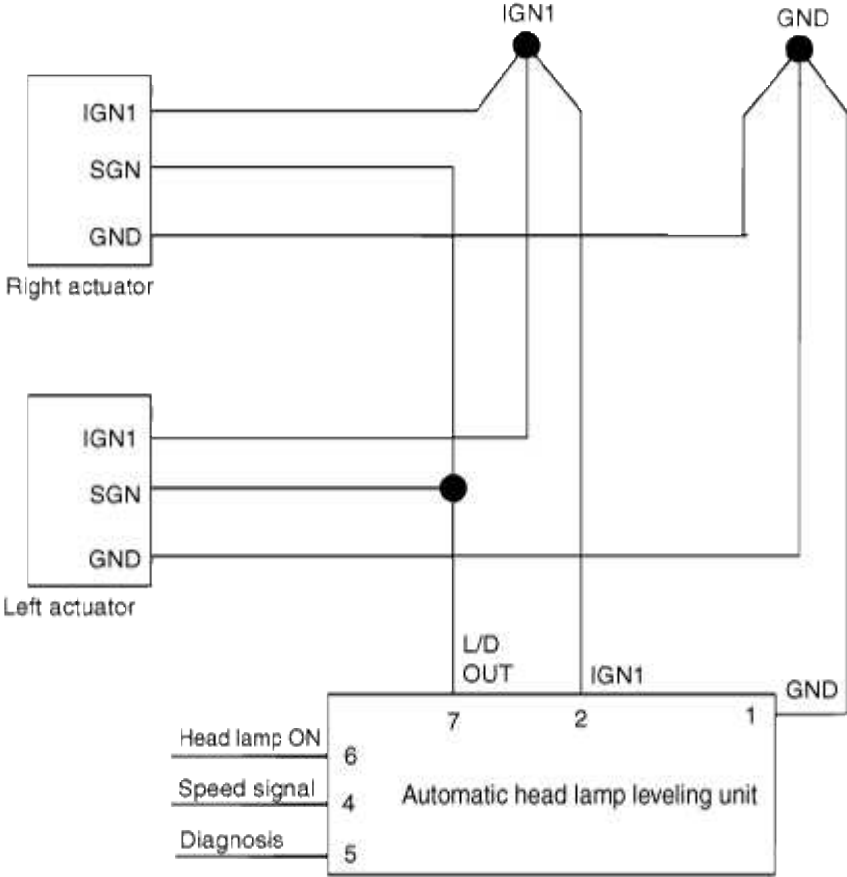 IGN1
GND
IGN1
SGN
GND
Right actuator
IGN1
SGN
GND
Left actuator
L/D
OUT
IGN1
GND
7
2
1
Head lamp ON
6
Speed signal
4
Automatic head lamp leveling unit
Diagnosis
5